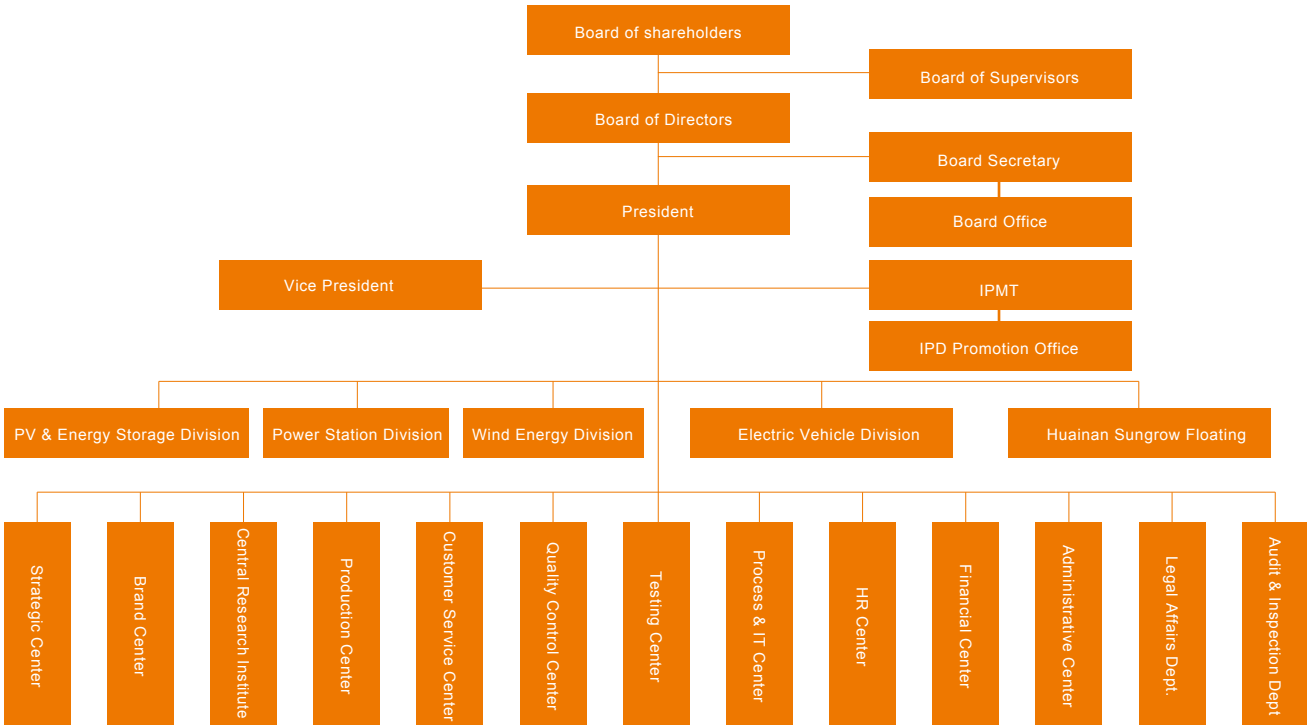 Board of shareholders
Board of Supervisors
Board of Directors
Board Secretary
President
Board Office
Vice President
IPMT
IPD Promotion Office
PV & Energy Storage Division
Power Station Division
Wind Energy Division
Electric Vehicle Division
Huainan Sungrow Floating
Strategic Center
Brand Center
Central Research Institute
Production Center
Customer Service Center
Quality Control Center
Testing Center
Process & IT Center
HR Center
Financial Center
Administrative Center
Legal Affairs Dept.
Audit & Inspection Dept